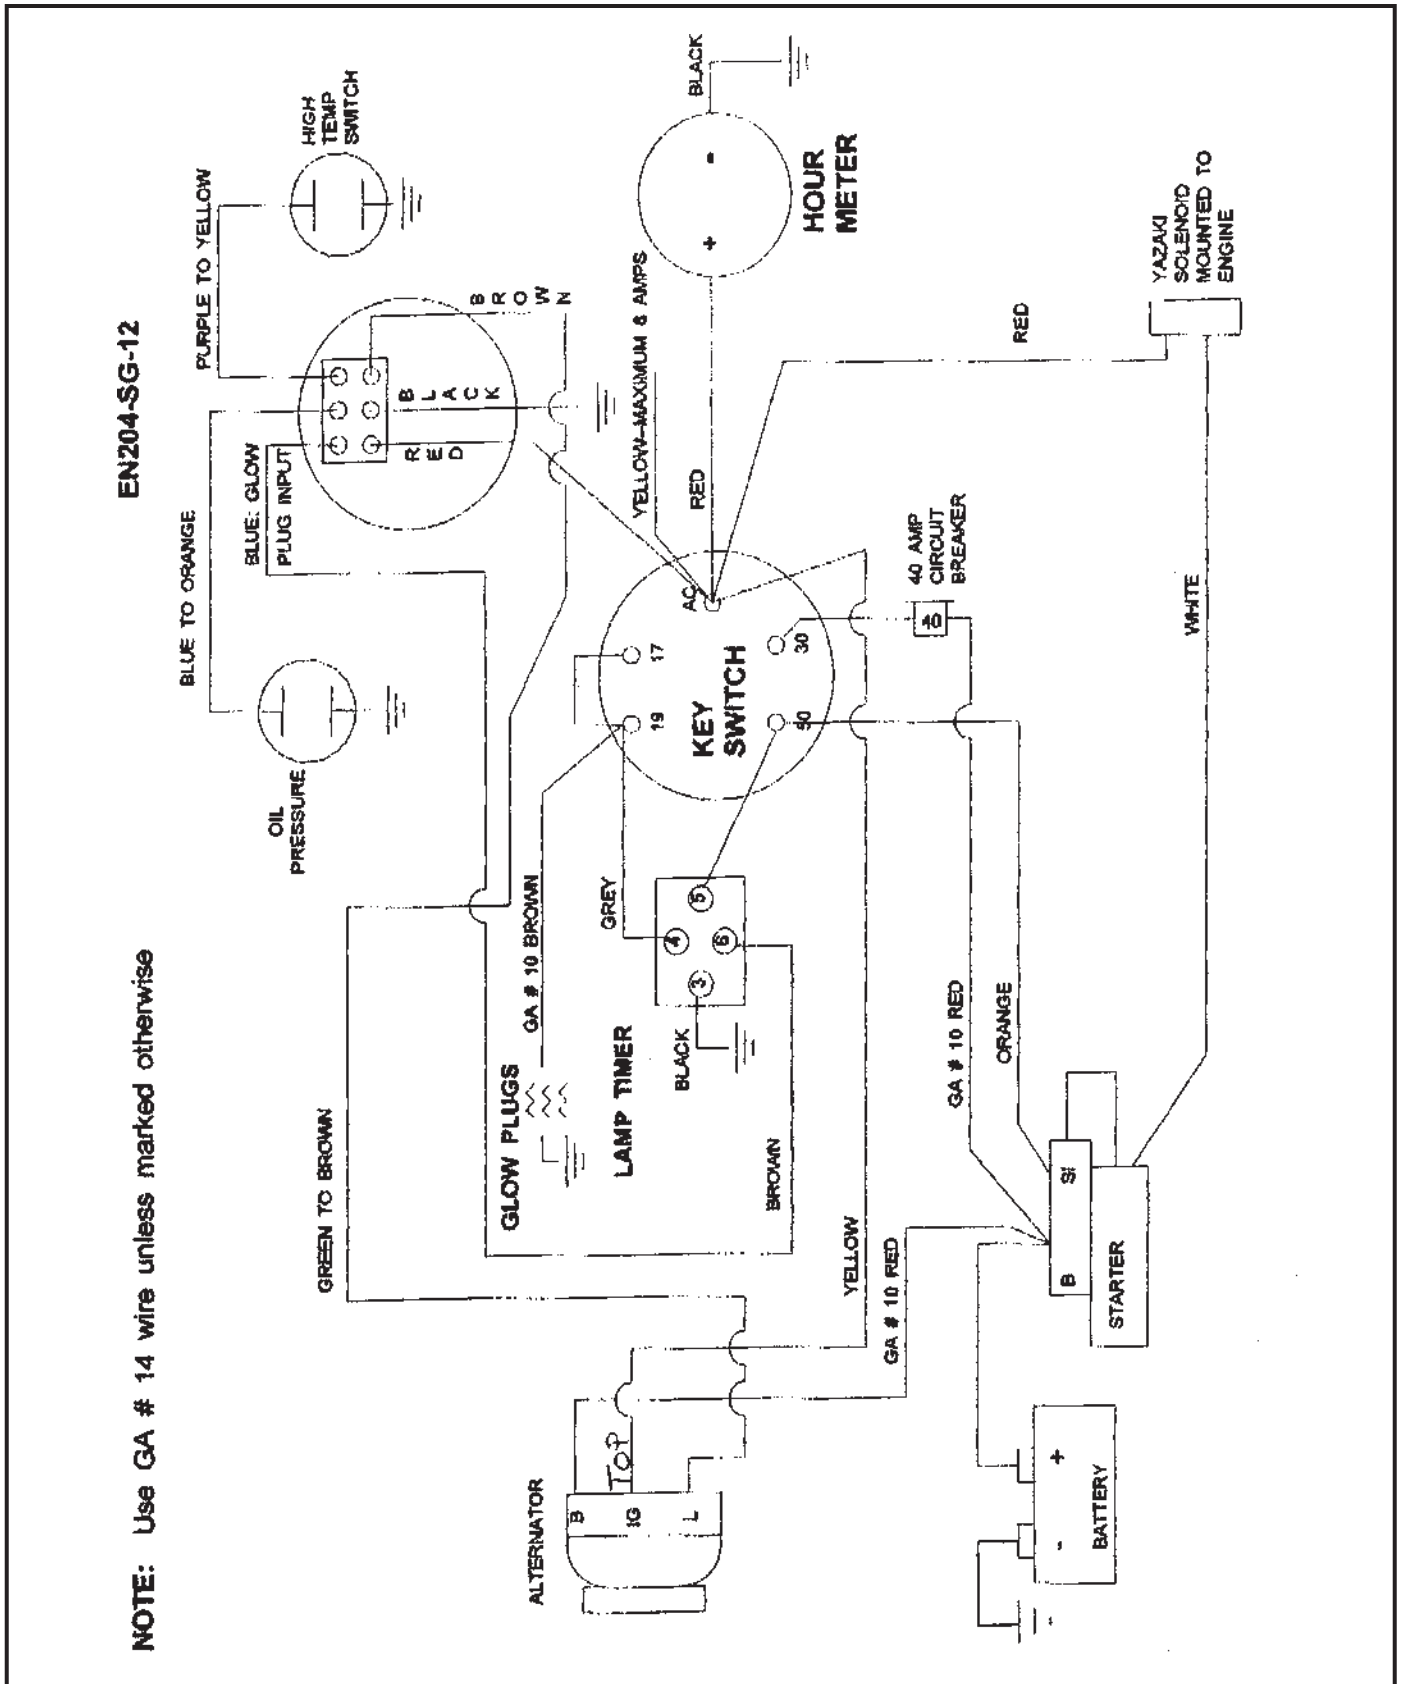 EN204-SG-12
NOTE: Use GA # 14 wire unless marked otherwise
OIL
PRESSURE
BLUE TO ORANGE
PURPLE TO YELLOW
HIGH
TEMP
SWITCH
BLUE: GLOW
PLUG INPUT
RED
BLACK
BROWN
GREEN TO BROWN
GLOW PLUGS
GA # 10 BROWN
GREY
LAMP TIMER
BLACK
3
4
5
6
BROWN
KEY
SWITCH
19
17
AC
30
50
YELLOW-MAXIMUM 6 AMPS
RED
HOUR
METER
+
-
BLACK
ALTERNATOR
B
IG
L
TOP
YELLOW
GA # 10 RED
GA # 10 RED
ORANGE
40 AMP
CIRCUIT
BREAKER
40
RED
WHITE
YAZAKI
SOLENOID
MOUNTED TO
ENGINE
B
SI
STARTER
-
+
BATTERY